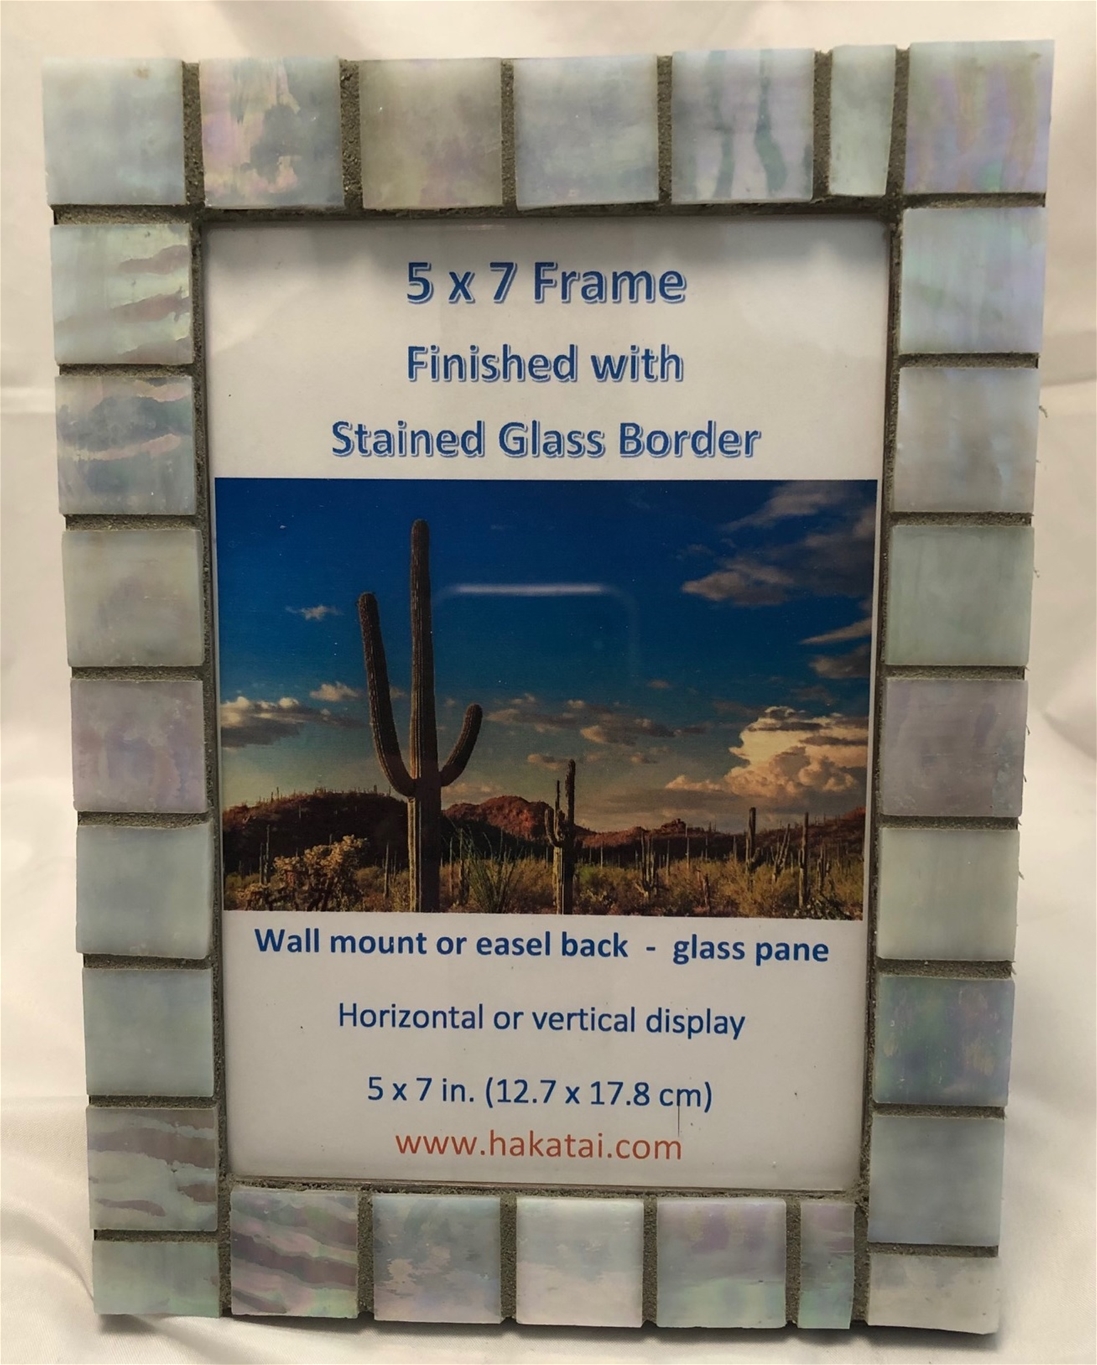 5 x 7 Frame
Finished with
Stained Glass Border
Wall mount or easel back - glass pane
Horizontal or vertical display
5 x 7 in. (12.7 x 17.8 cm)
www.hakatai.com